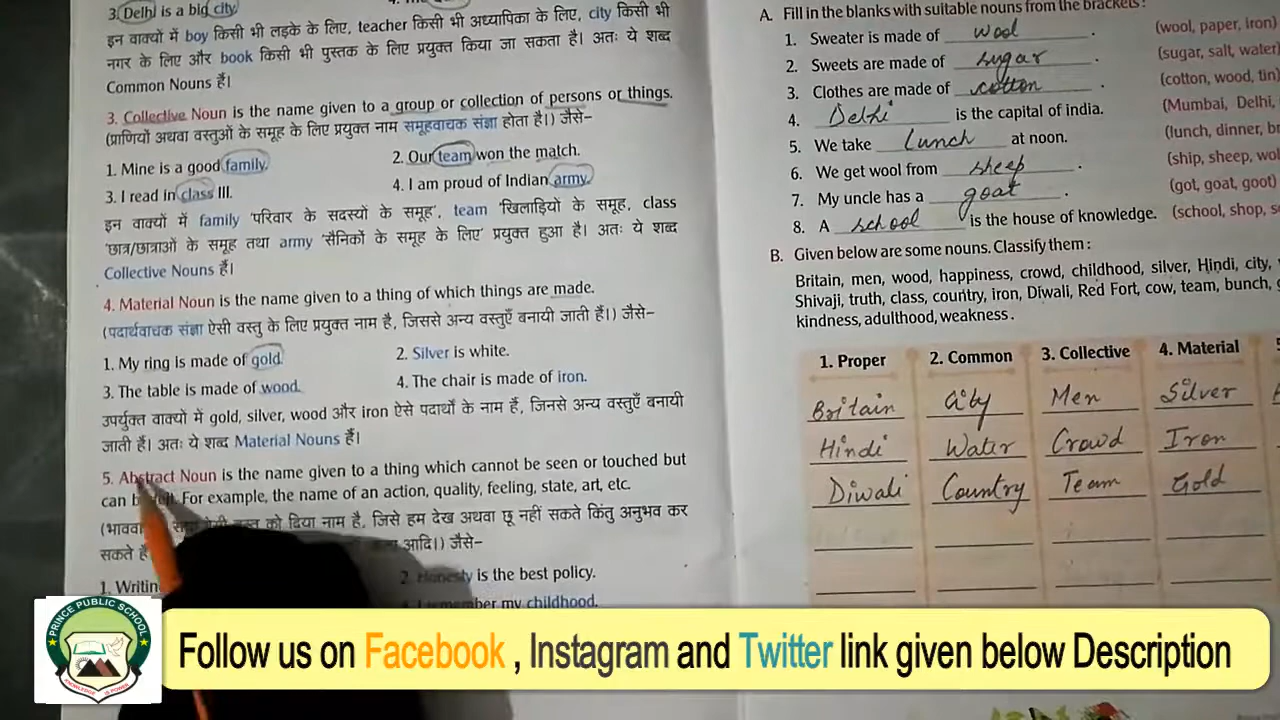 3. Delhi is a big city.
इन वाक्यों में boy किसी भी लड़के के लिए, teacher किसी भी अध्यापिका के लिए, city किसी भी
नगर के लिए और book किसी भी पुस्तक के लिए प्रयुक्त किया जा सकता है। अतः ये शब्द
Common Nouns हैं।
3. Collective Noun is the name given to a group or collection of persons or things.
(प्राणियों अथवा वस्तुओं के समूह के लिए प्रयुक्त नाम समूहवाचक संज्ञा होता है।) जैसे–
1. Mine is a good family.
2. Our team won the match.
3. I read in class III.
4. I am proud of Indian army.
इन वाक्यों में family 'परिवार के सदस्यों के समूह', team 'खिलाड़ियों के समूह, class
'छात्र/छात्राओं के समूह तथा army 'सैनिकों के समूह के लिए' प्रयुक्त हुआ है। अतः ये शब्द
Collective Nouns हैं।
4. Material Noun is the name given to a thing of which things are made.
(पदार्थवाचक संज्ञा ऐसी वस्तु के लिए प्रयुक्त नाम है, जिससे अन्य वस्तुएँ बनायी जाती हैं।) जैसे–
1. My ring is made of gold.
2. Silver is white.
3. The table is made of wood.
4. The chair is made of iron.
उपर्युक्त वाक्यों में gold, silver, wood और iron ऐसे पदार्थों के नाम हैं, जिनसे अन्य वस्तुएँ बनायी
जाती हैं। अतः ये शब्द Material Nouns हैं।
5. Abstract Noun is the name given to a thing which cannot be seen or touched but
can For example, the name of an action, quality, feeling, state, art, etc.
को दिया नाम है, जिसे हम देख अथवा छू नहीं सकते किंतु अनुभव कर
सकते आदि।) जैसे–
1.
2. Honesty is the best policy.
I remember my childhood.
A. Fill in the blanks with suitable nouns from the brackets:
1. Sweater is made of wool. (wool, paper, iron)
2. Sweets are made of sugar. (sugar, salt, water)
3. Clothes are made of cotton. (cotton, wood, tin)
4. Delhi is the capital of india. (Mumbai, Delhi,
5. We take Lunch at noon. (lunch, dinner,
6. We get wool from sheep. (ship, sheep,
7. My uncle has a goat. (got, goat, goot)
8. A school is the house of knowledge. (school, shop,
B. Given below are some nouns. Classify them:
Britain, men, wood, happiness, crowd, childhood, silver, Hindi, city,
Shivaji, truth, class, country, iron, Diwali, Red Fort, cow, team, bunch,
kindness, adulthood, weakness.
1. Proper 2. Common 3. Collective 4. Material
Britain City Men Silver
Hindi Water Crowd Iron
Diwali Country Team Gold
PRINCE PUBLIC SCHOOL
KNOWLEDGE IS POWER
Follow us on Facebook , Instagram and Twitter link given below Description